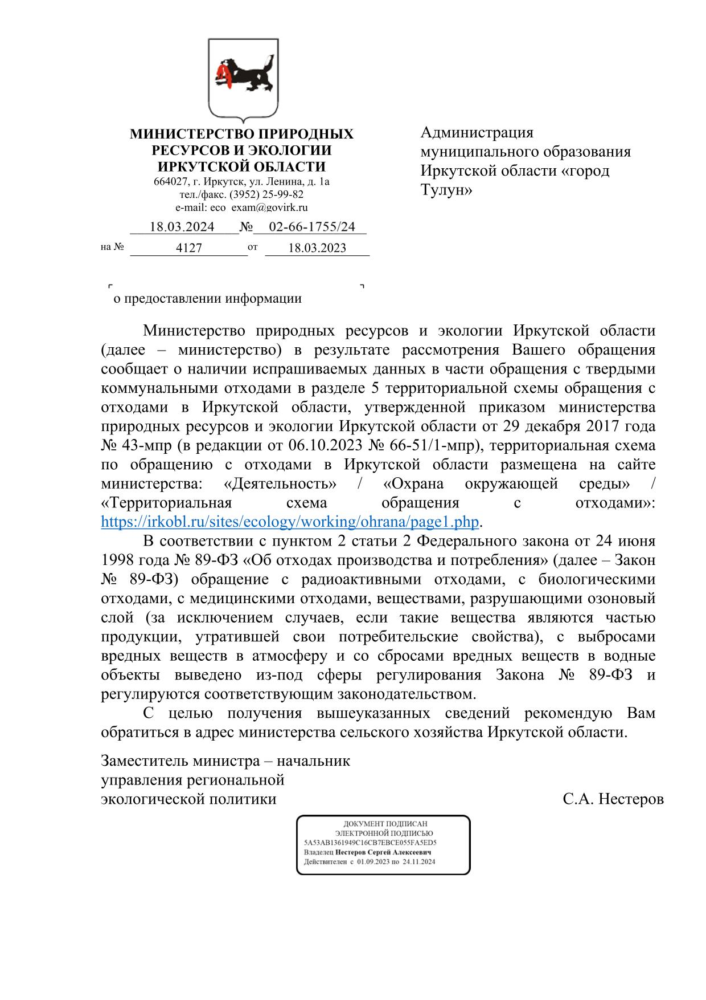 МИНИСТЕРСТВО ПРИРОДНЫХ
РЕСУРСОВ И ЭКОЛОГИИ
ИРКУТСКОЙ ОБЛАСТИ
664027, г. Иркутск, ул. Ленина, д. 1а
тел./факс. (3952) 25-99-82
e-mail: eco_exam@govirk.ru
18.03.2024 № 02-66-1755/24
на № 4127 от 18.03.2023
Администрация
муниципального образования
Иркутской области «город
Тулун»
о предоставлении информации
Министерство природных ресурсов и экологии Иркутской области
(далее – министерство) в результате рассмотрения Вашего обращения
сообщает о наличии испрашиваемых данных в части обращения с твердыми
коммунальными отходами в разделе 5 территориальной схемы обращения с
отходами в Иркутской области, утвержденной приказом министерства
природных ресурсов и экологии Иркутской области от 29 декабря 2017 года
№ 43-мпр (в редакции от 06.10.2023 № 66-51/1-мпр), территориальная схема
по обращению с отходами в Иркутской области размещена на сайте
министерства: «Деятельность» / «Охрана окружающей среды» /
«Территориальная схема обращения с отходами»:
https://irkobl.ru/sites/ecology/working/ohrana/page1.php.
В соответствии с пунктом 2 статьи 2 Федерального закона от 24 июня
1998 года № 89-ФЗ «Об отходах производства и потребления» (далее – Закон
№ 89-ФЗ) обращение с радиоактивными отходами, с биологическими
отходами, с медицинскими отходами, веществами, разрушающими озоновый
слой (за исключением случаев, если такие вещества являются частью
продукции, утратившей свои потребительские свойства), с выбросами
вредных веществ в атмосферу и со сбросами вредных веществ в водные
объекты выведено из-под сферы регулирования Закона № 89-ФЗ и
регулируются соответствующим законодательством.
С целью получения вышеуказанных сведений рекомендую Вам
обратиться в адрес министерства сельского хозяйства Иркутской области.
Заместитель министра – начальник
управления региональной
экологической политики С.А. Нестеров
ДОКУМЕНТ ПОДПИСАН
ЭЛЕКТРОННОЙ ПОДПИСЬЮ
5A53AB1361949C16CB7EBCE055FA5ED5
Владелец Нестеров Сергей Алексеевич
Действителен с 01.09.2023 по 24.11.2024